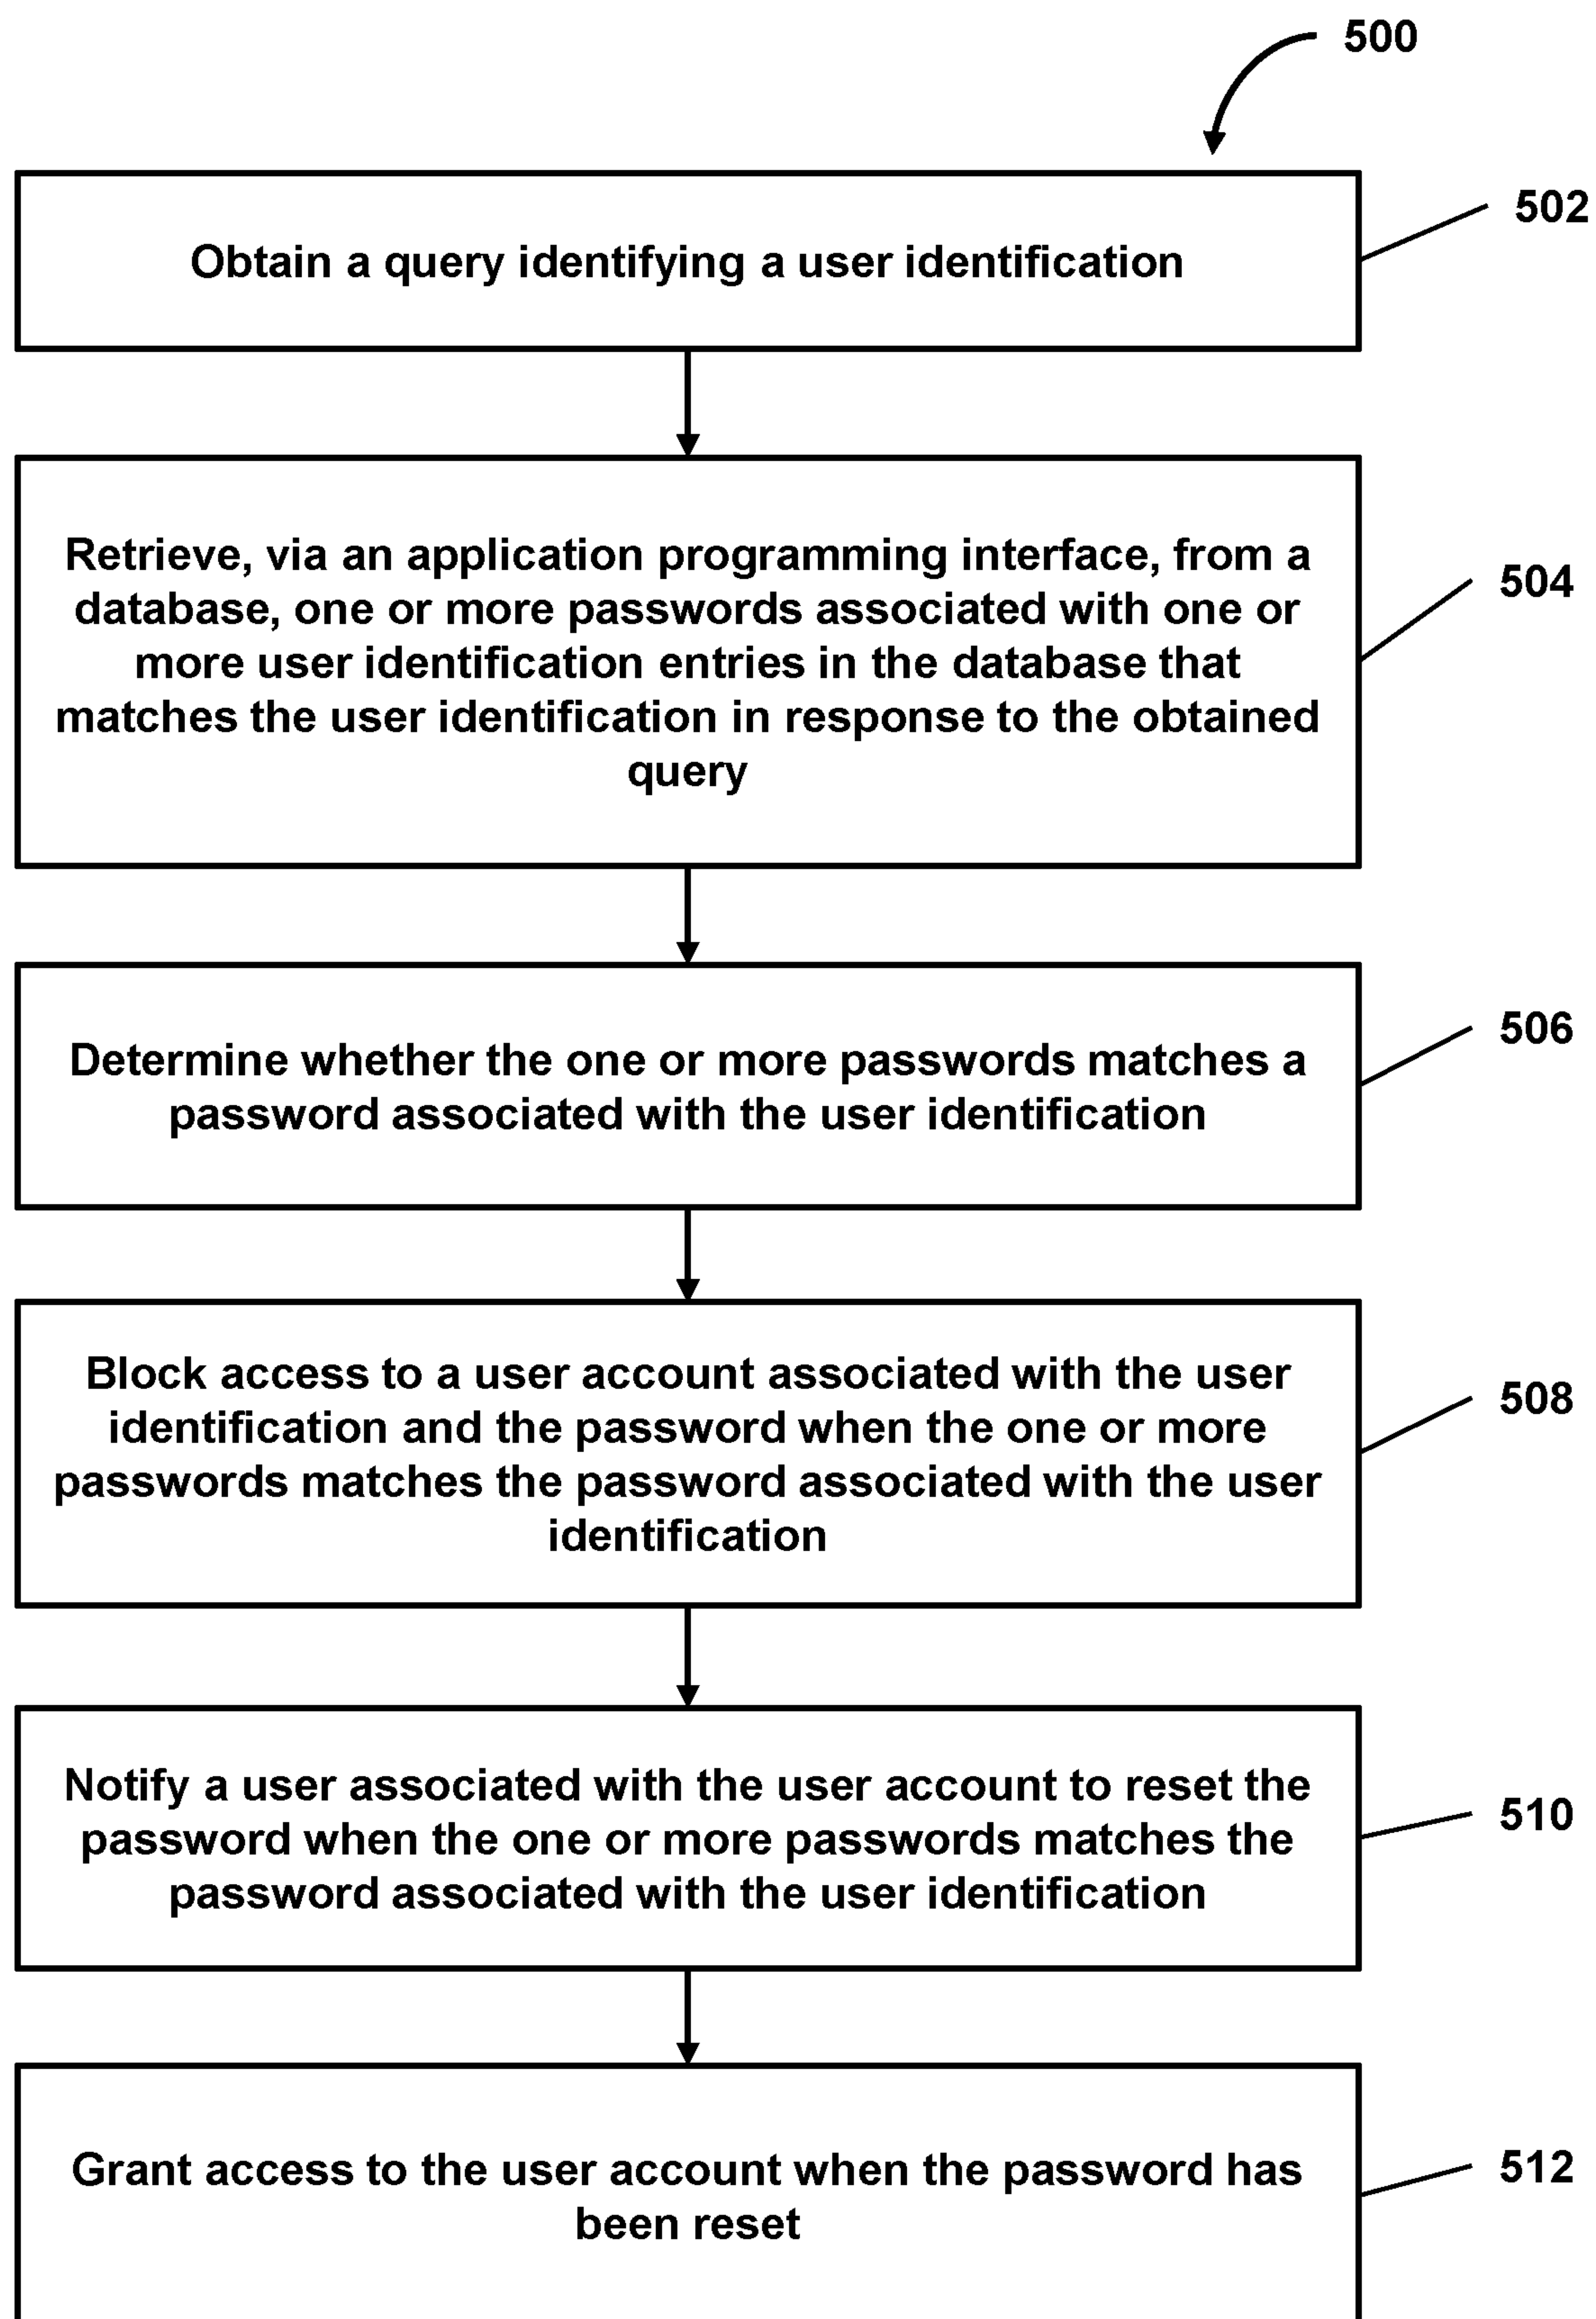 500
502
Obtain a query identifying a user identification
Retrieve, via an application programming interface, from a
504
database, one or more passwords associated with one or
more user identification entries in the database that
matches the user identification in response to the obtained
query
506
Determine whether the one or more passwords matches a
password associated with the user identification
Block access to a user account associated with the user
508
identification and the password when the one or more
passwords matches the password associated with the user
identification
Notify a user associated with the user account to reset the
510
password when the one or more passwords matches the
password associated with the user identification
512
Grant access to the user account when the password has
been reset